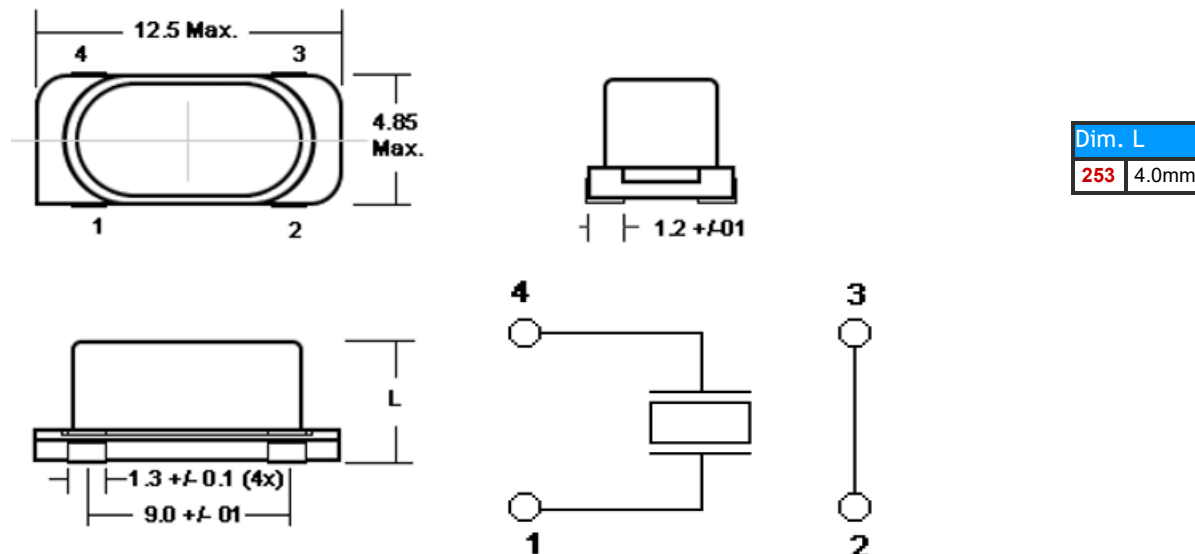 12.5 Max.
4
3
4.85
Max.
1
2
1.2 +/-01
Dim. L
253 4.0mm
L
1.3 +/- 0.1 (4x)
9.0 +/- 01
4
3
1
2